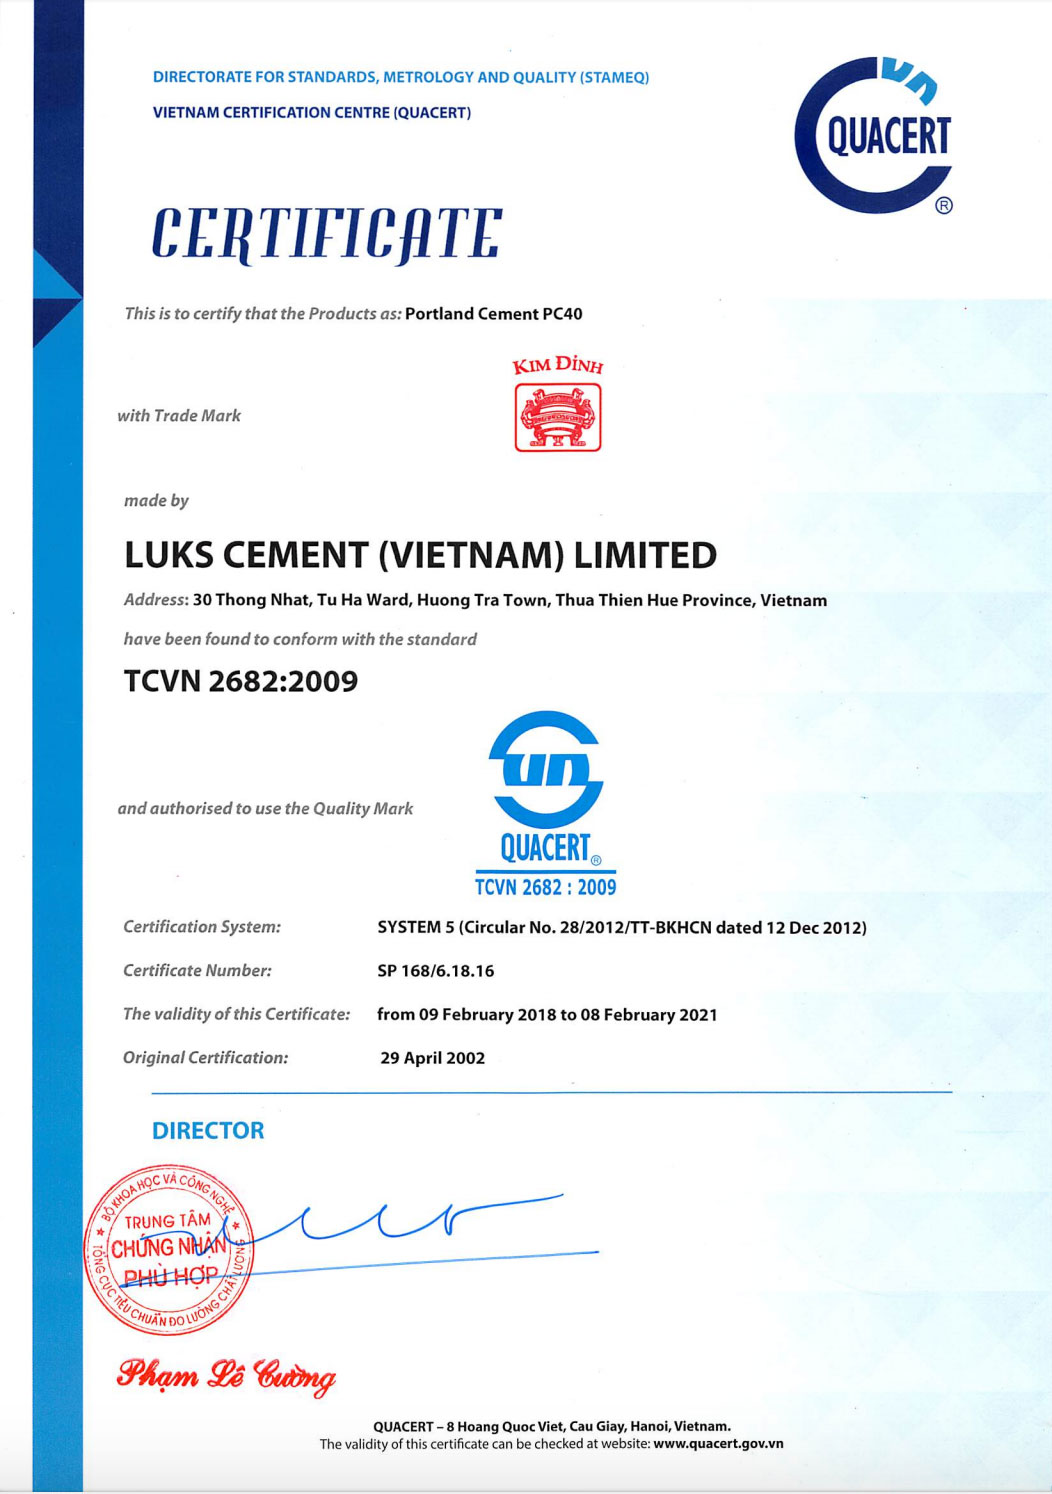 DIRECTORATE FOR STANDARDS, METROLOGY AND QUALITY (STAMEQ)
VIETNAM CERTIFICATION CENTRE (QUACERT)
vn
QUACERT
®
CERTIFICATE
This is to certify that the Products as: Portland Cement PC40
KIM ĐỈNH
with Trade Mark
made by
LUKS CEMENT (VIETNAM) LIMITED
Address: 30 Thong Nhat, Tu Ha Ward, Huong Tra Town, Thua Thien Hue Province, Vietnam
have been found to conform with the standard
TCVN 2682:2009
vn
and authorised to use the Quality Mark
QUACERT®
TCVN 2682 : 2009
Certification System: SYSTEM 5 (Circular No. 28/2012/TT-BKHCN dated 12 Dec 2012)
Certificate Number: SP 168/6.18.16
The validity of this Certificate: from 09 February 2018 to 08 February 2021
Original Certification: 29 April 2002
DIRECTOR
BỘ KHOA HỌC VÀ CÔNG NGHỆ
TRUNG TÂM
CHỨNG NHẬN
PHÙ HỢP
TỔNG CỤC TIÊU CHUẨN ĐO LƯỜNG CHẤT LƯỢNG
Phạm Lê Cường
QUACERT – 8 Hoang Quoc Viet, Cau Giay, Hanoi, Vietnam.
The validity of this certificate can be checked at website: www.quacert.gov.vn